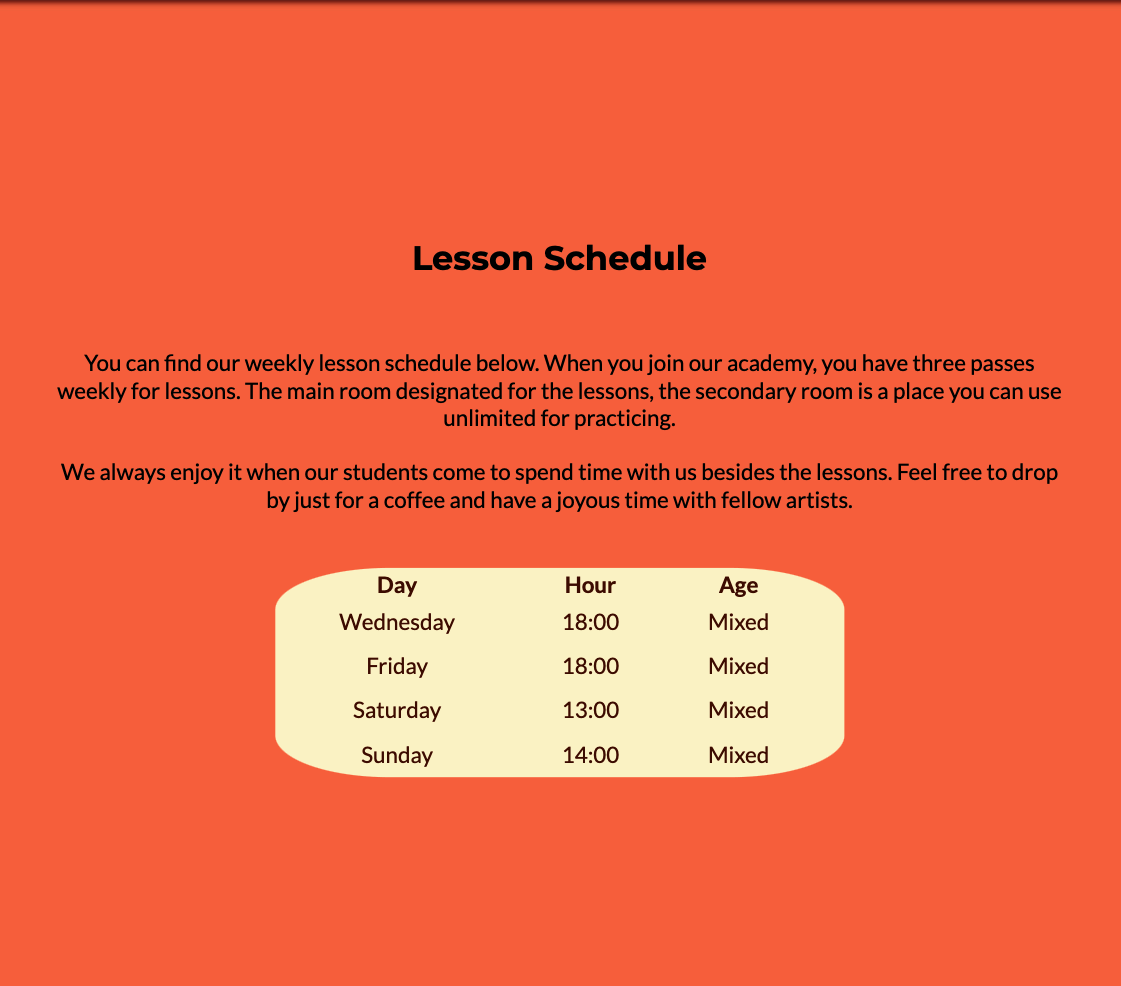 Lesson Schedule
You can find our weekly lesson schedule below. When you join our academy, you have three passes
weekly for lessons. The main room designated for the lessons, the secondary room is a place you can use
unlimited for practicing.
We always enjoy it when our students come to spend time with us besides the lessons. Feel free to drop
by just for a coffee and have a joyous time with fellow artists.
Day Hour Age
Wednesday 18:00 Mixed
Friday 18:00 Mixed
Saturday 13:00 Mixed
Sunday 14:00 Mixed